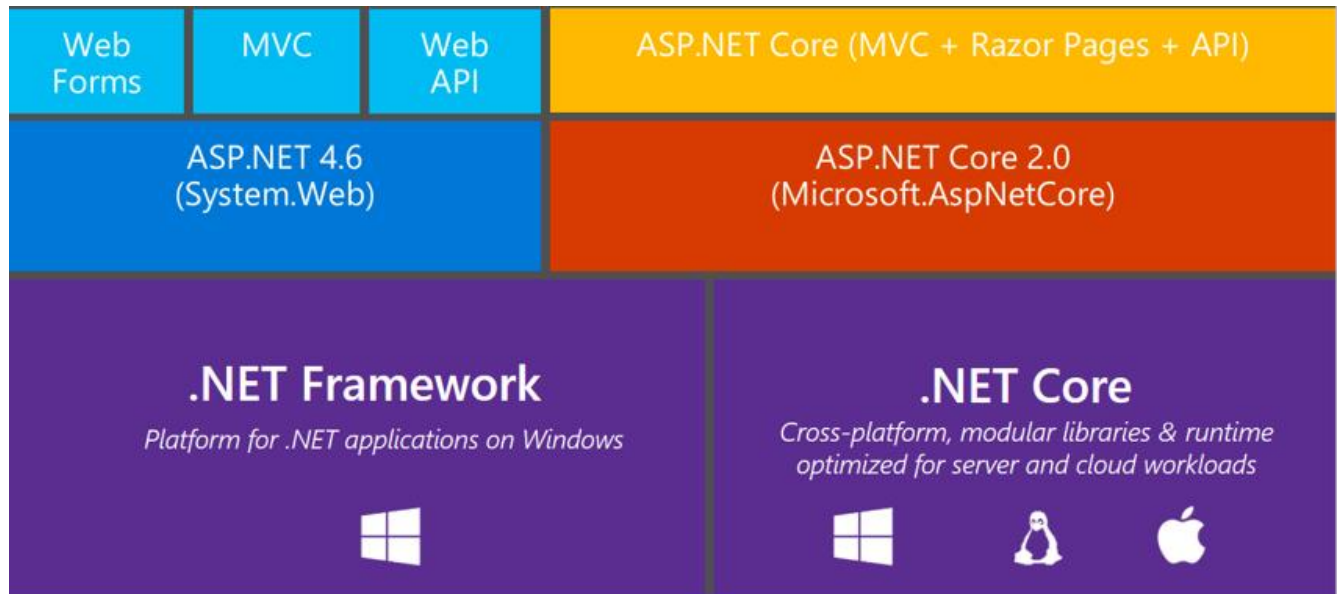 Web
Forms
MVC
Web
API
ASP.NET Core (MVC + Razor Pages + API)
ASP.NET 4.6
(System.Web)
ASP.NET Core 2.0
(Microsoft.AspNetCore)
.NET Framework
Platform for .NET applications on Windows
.NET Core
Cross-platform, modular libraries & runtime
optimized for server and cloud workloads